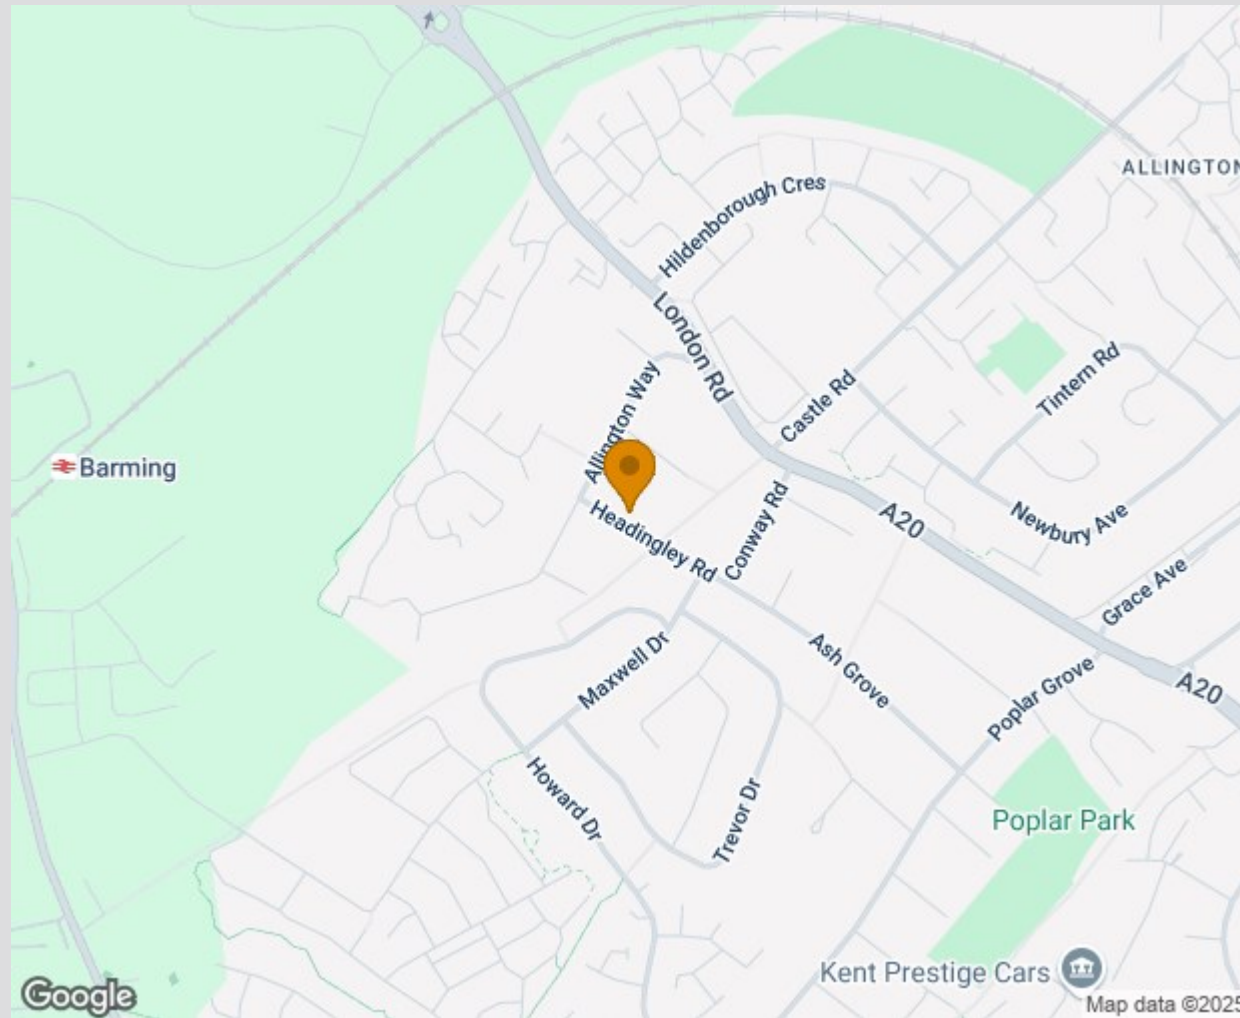 ALLINGTON
Hildenborough Cres
London Rd
Allington Way
Castle Rd
Tintern Rd
Barming
Headingley Rd
Conway Rd
A20
Newbury Ave
Grace Ave
Maxwell Dr
Ash Grove
Poplar Grove
A20
Howard Dr
Trevor Dr
Poplar Park
Kent Prestige Cars
Google
Map data ©2025